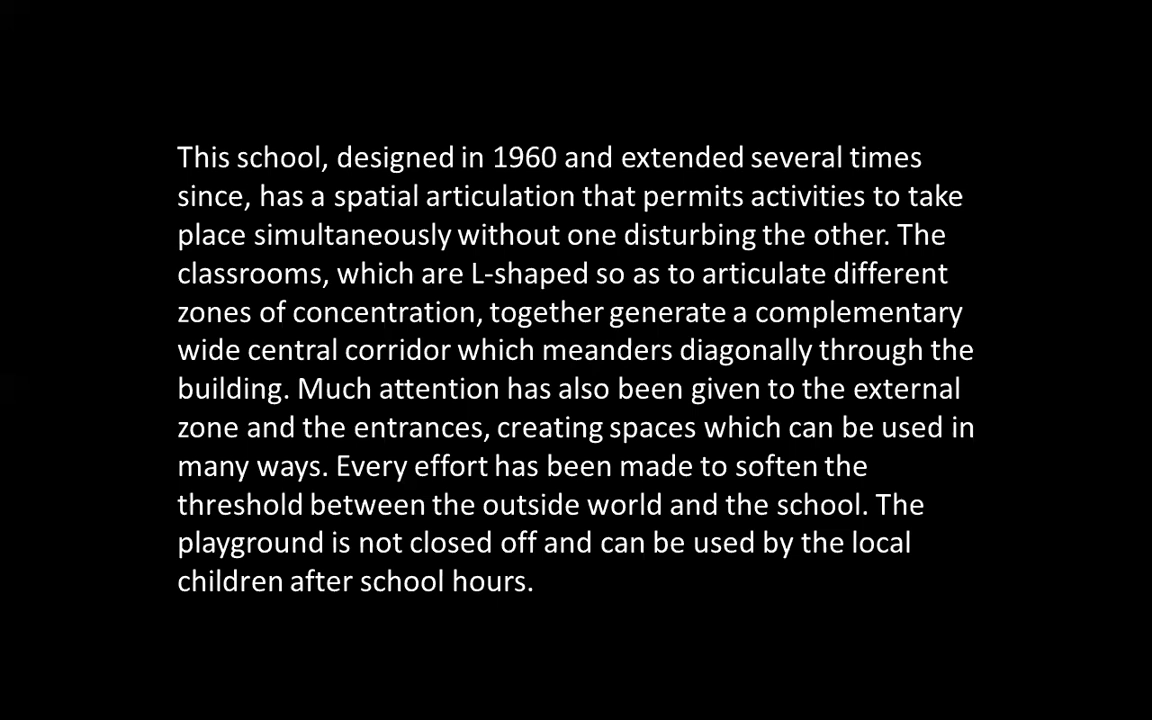 This school, designed in 1960 and extended several times
since, has a spatial articulation that permits activities to take
place simultaneously without one disturbing the other. The
classrooms, which are L-shaped so as to articulate different
zones of concentration, together generate a complementary
wide central corridor which meanders diagonally through the
building. Much attention has also been given to the external
zone and the entrances, creating spaces which can be used in
many ways. Every effort has been made to soften the
threshold between the outside world and the school. The
playground is not closed off and can be used by the local
children after school hours.